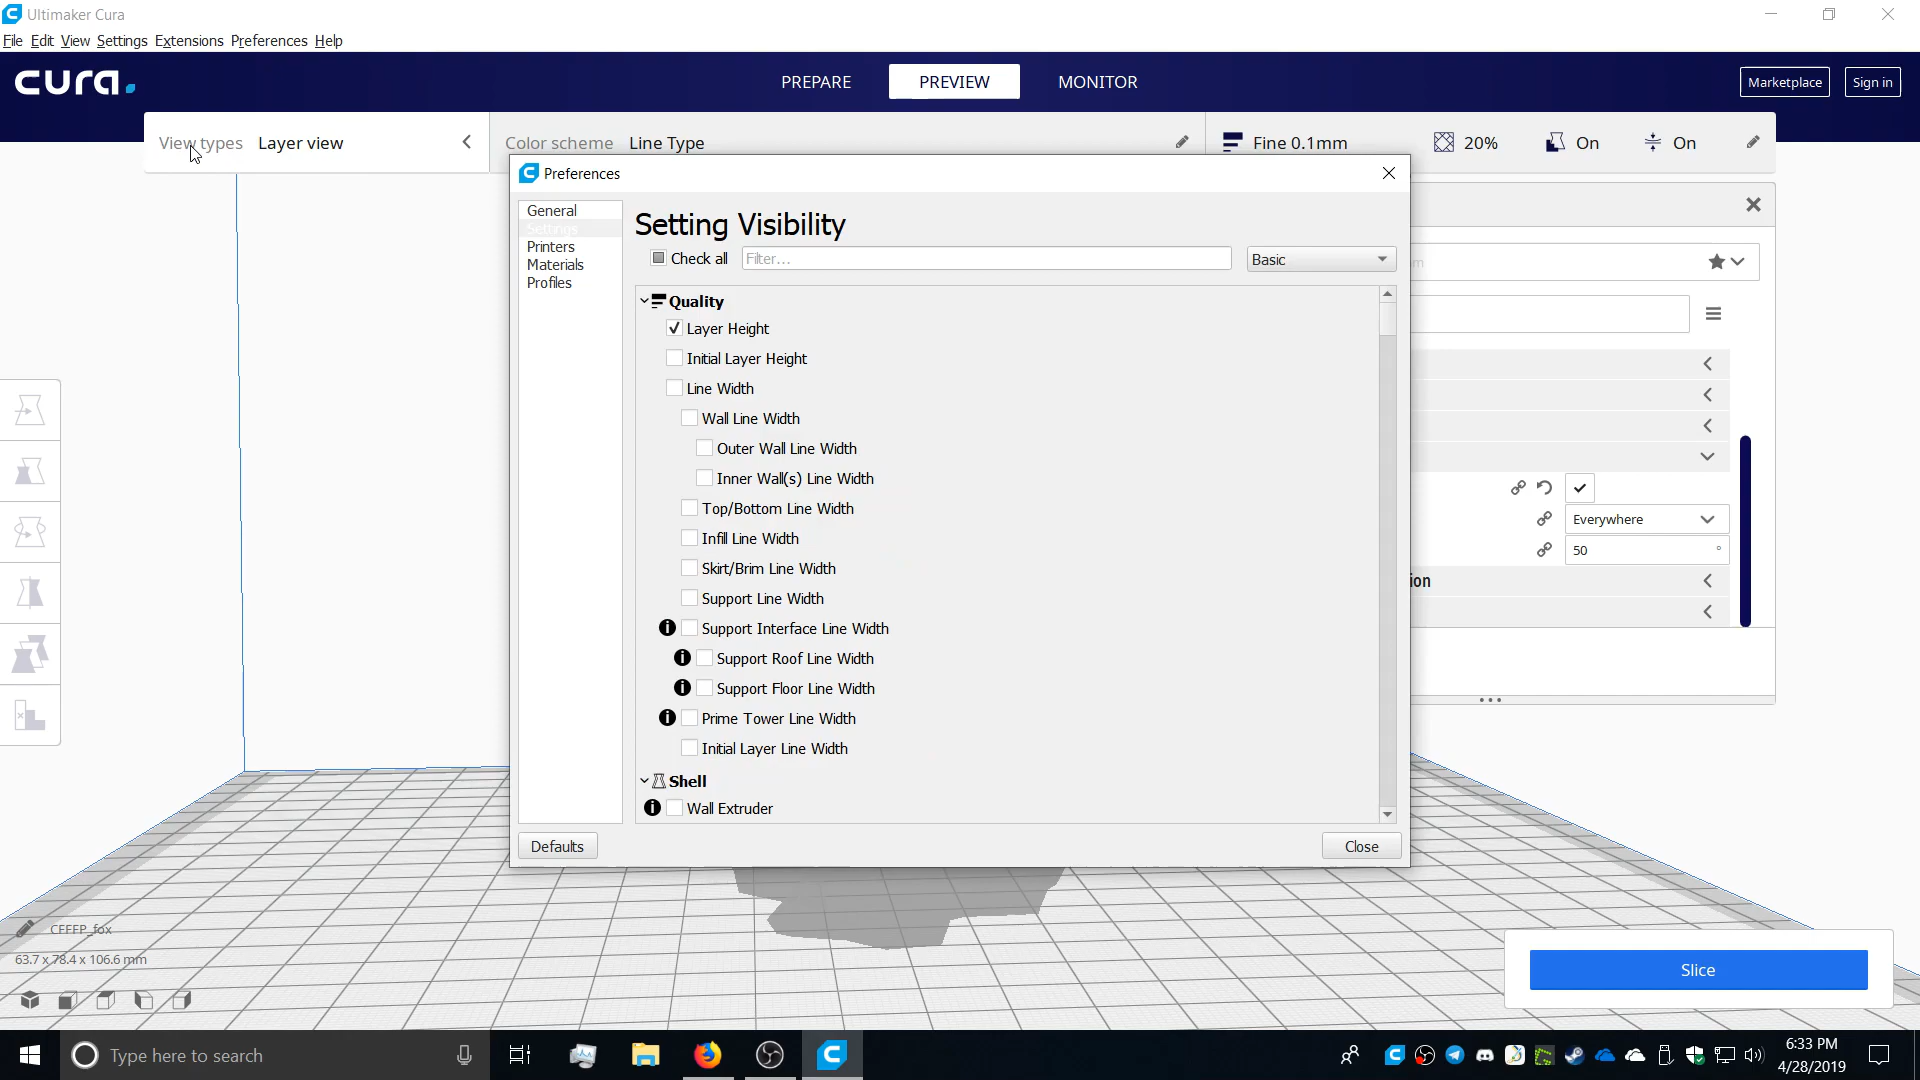 Ultimaker Cura
File Edit View Settings Extensions Preferences Help
cura.
PREPARE PREVIEW MONITOR
Marketplace Sign in
View types Layer view
Color scheme Line Type
Fine 0.1mm 20% On On
Preferences
General
Settings
Printers
Materials
Profiles
Setting Visibility
Check all Filter... Basic
Quality
Layer Height
Initial Layer Height
Line Width
Wall Line Width
Outer Wall Line Width
Inner Wall(s) Line Width
Top/Bottom Line Width
Infill Line Width
Skirt/Brim Line Width
Support Line Width
Support Interface Line Width
Support Roof Line Width
Support Floor Line Width
Prime Tower Line Width
Initial Layer Line Width
Shell
Wall Extruder
Defaults Close
m
Everywhere
50 °
ion
CFFFP_fox
63.7 x 78.4 x 106.6 mm
Slice
Type here to search
6:33 PM
4/28/2019